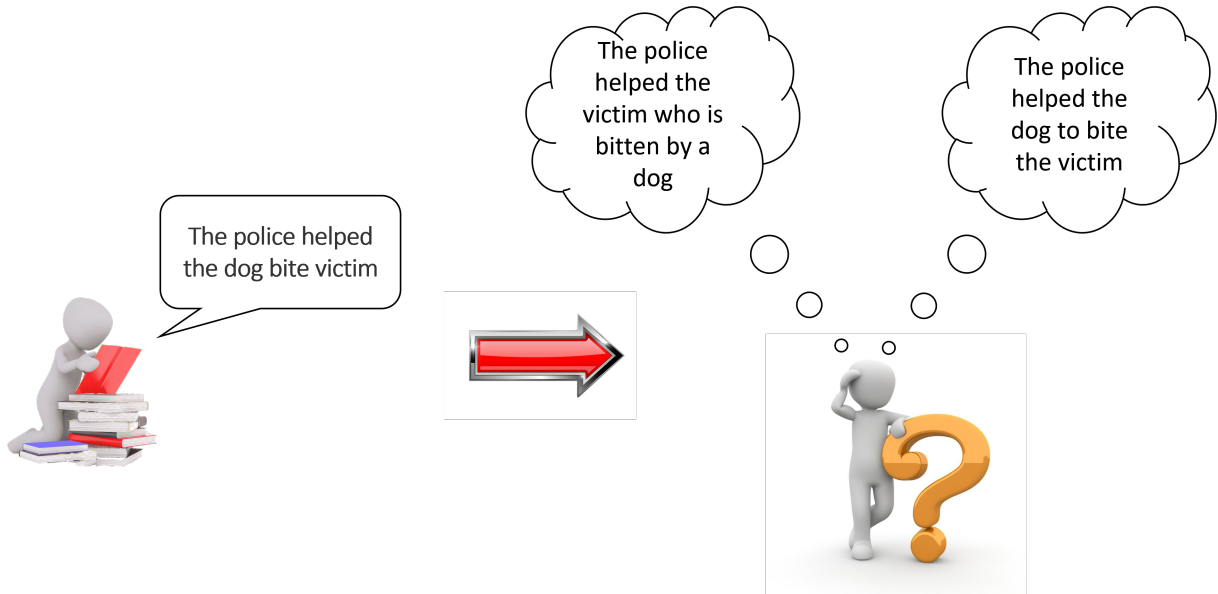 The police helped
the dog bite victim
The police
helped the
victim who is
bitten by a
dog
The police
helped the
dog to bite
the victim